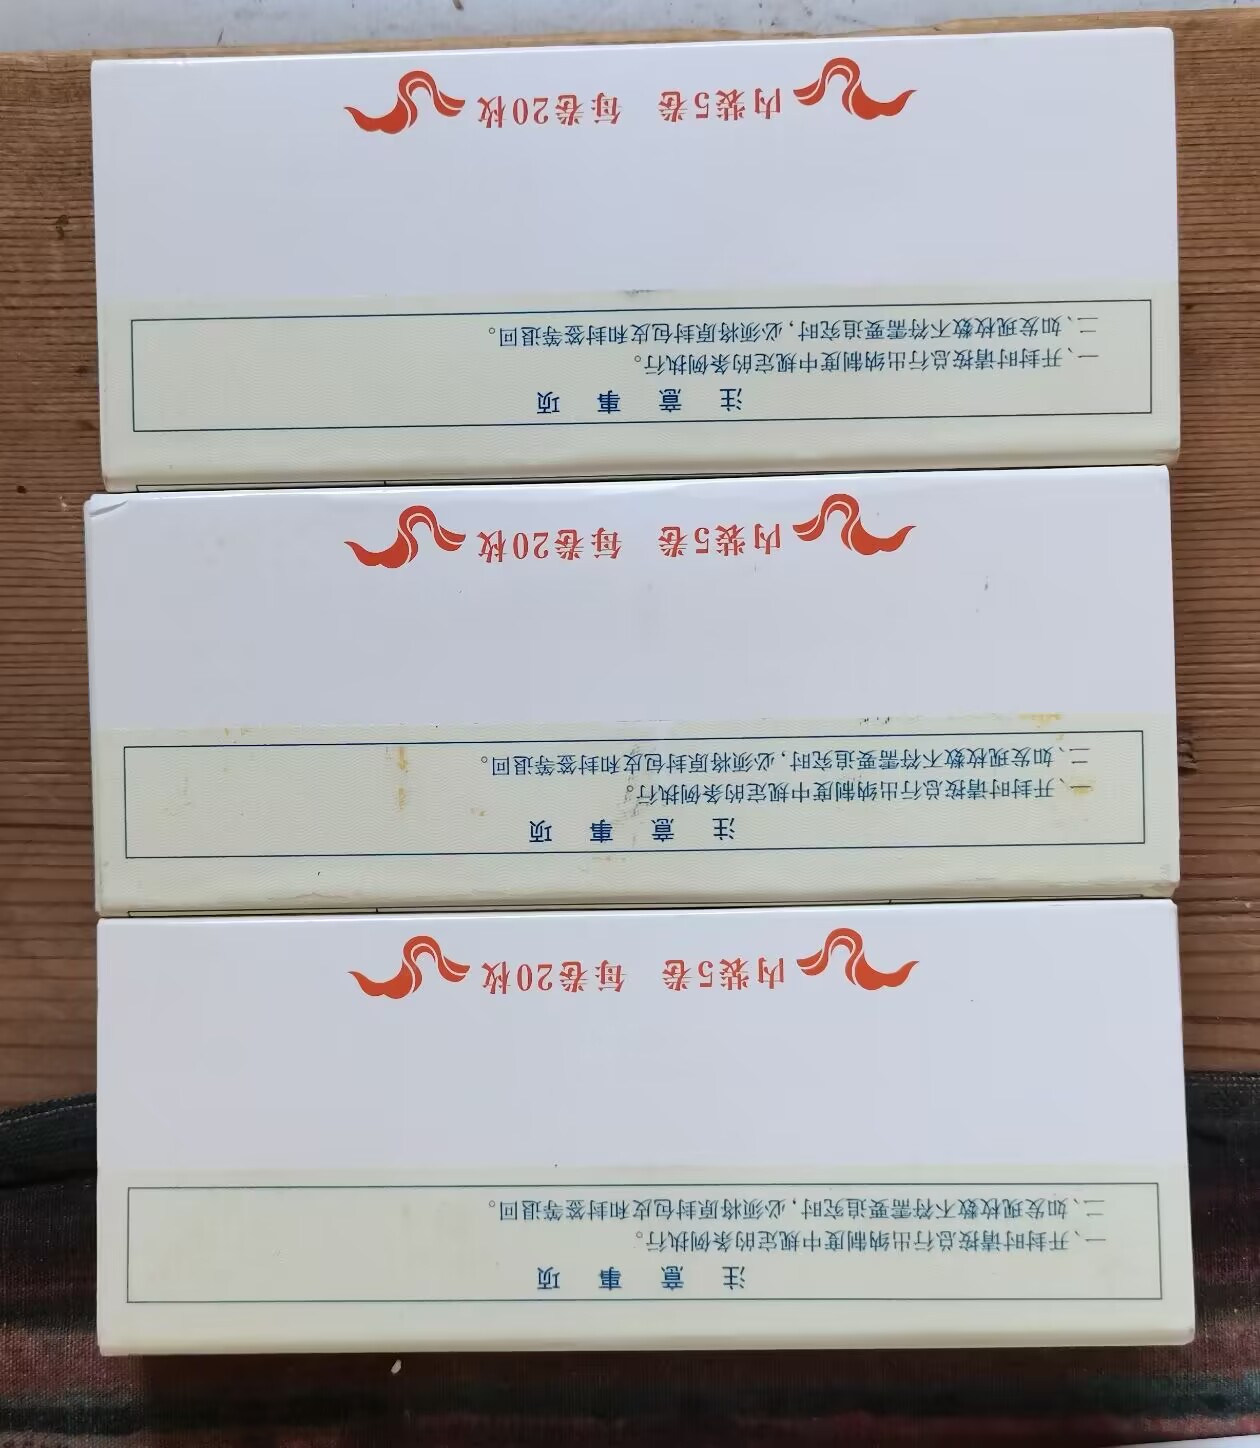 注 意 事 项
一、开封时请按总行出纳制度中规定的条例执行。
二、如发现枚数不符需要追究时，必须将原封包皮和封签等退回。
内装5卷 每卷20枚
注 意 事 项
一、开封时请按总行出纳制度中规定的条例执行。
二、如发现枚数不符需要追究时，必须将原封包皮和封签等退回。
内装5卷 每卷20枚
注 意 事 项
一、开封时请按总行出纳制度中规定的条例执行。
二、如发现枚数不符需要追究时，必须将原封包皮和封签等退回。
内装5卷 每卷20枚